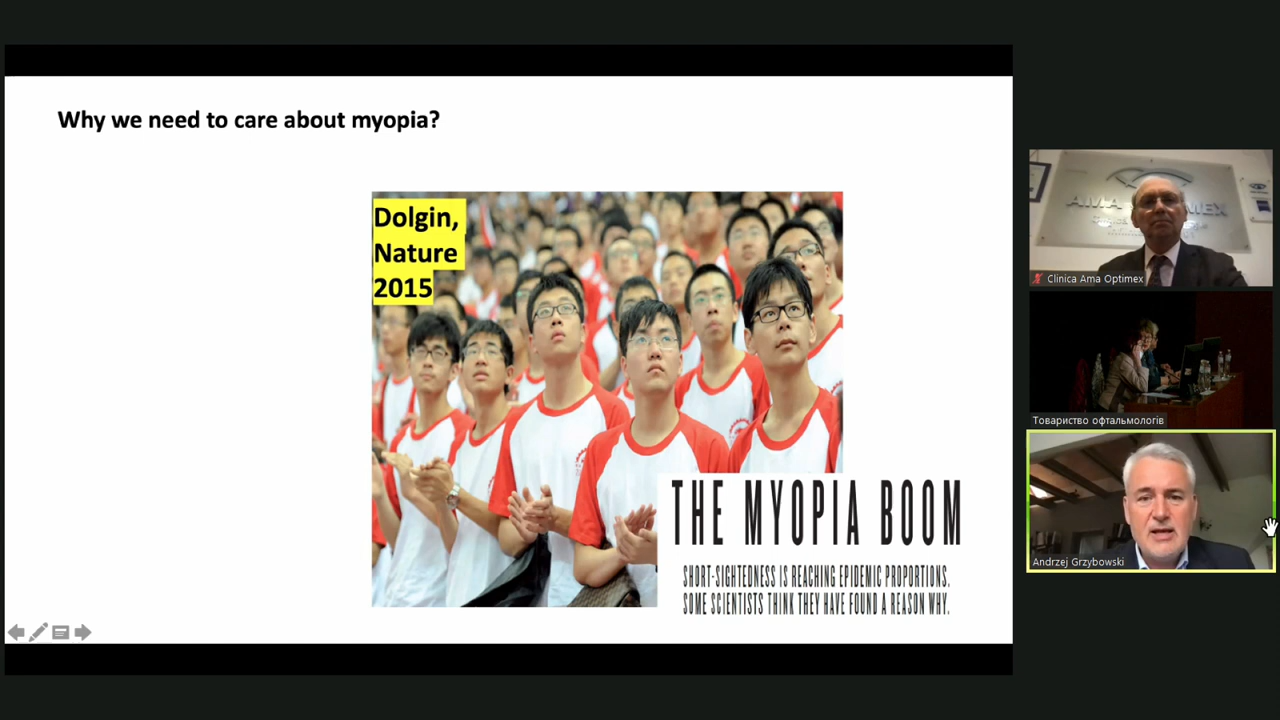 Why we need to care about myopia?
Dolgin,
Nature
2015
THE MYOPIA BOOM
SHORT-SIGHTEDNESS IS REACHING EPIDEMIC PROPORTIONS.
SOME SCIENTISTS THINK THEY HAVE FOUND A REASON WHY.
Clinica Ama Optimex
Товариство офтальмологів
Andrzej Grzybowski